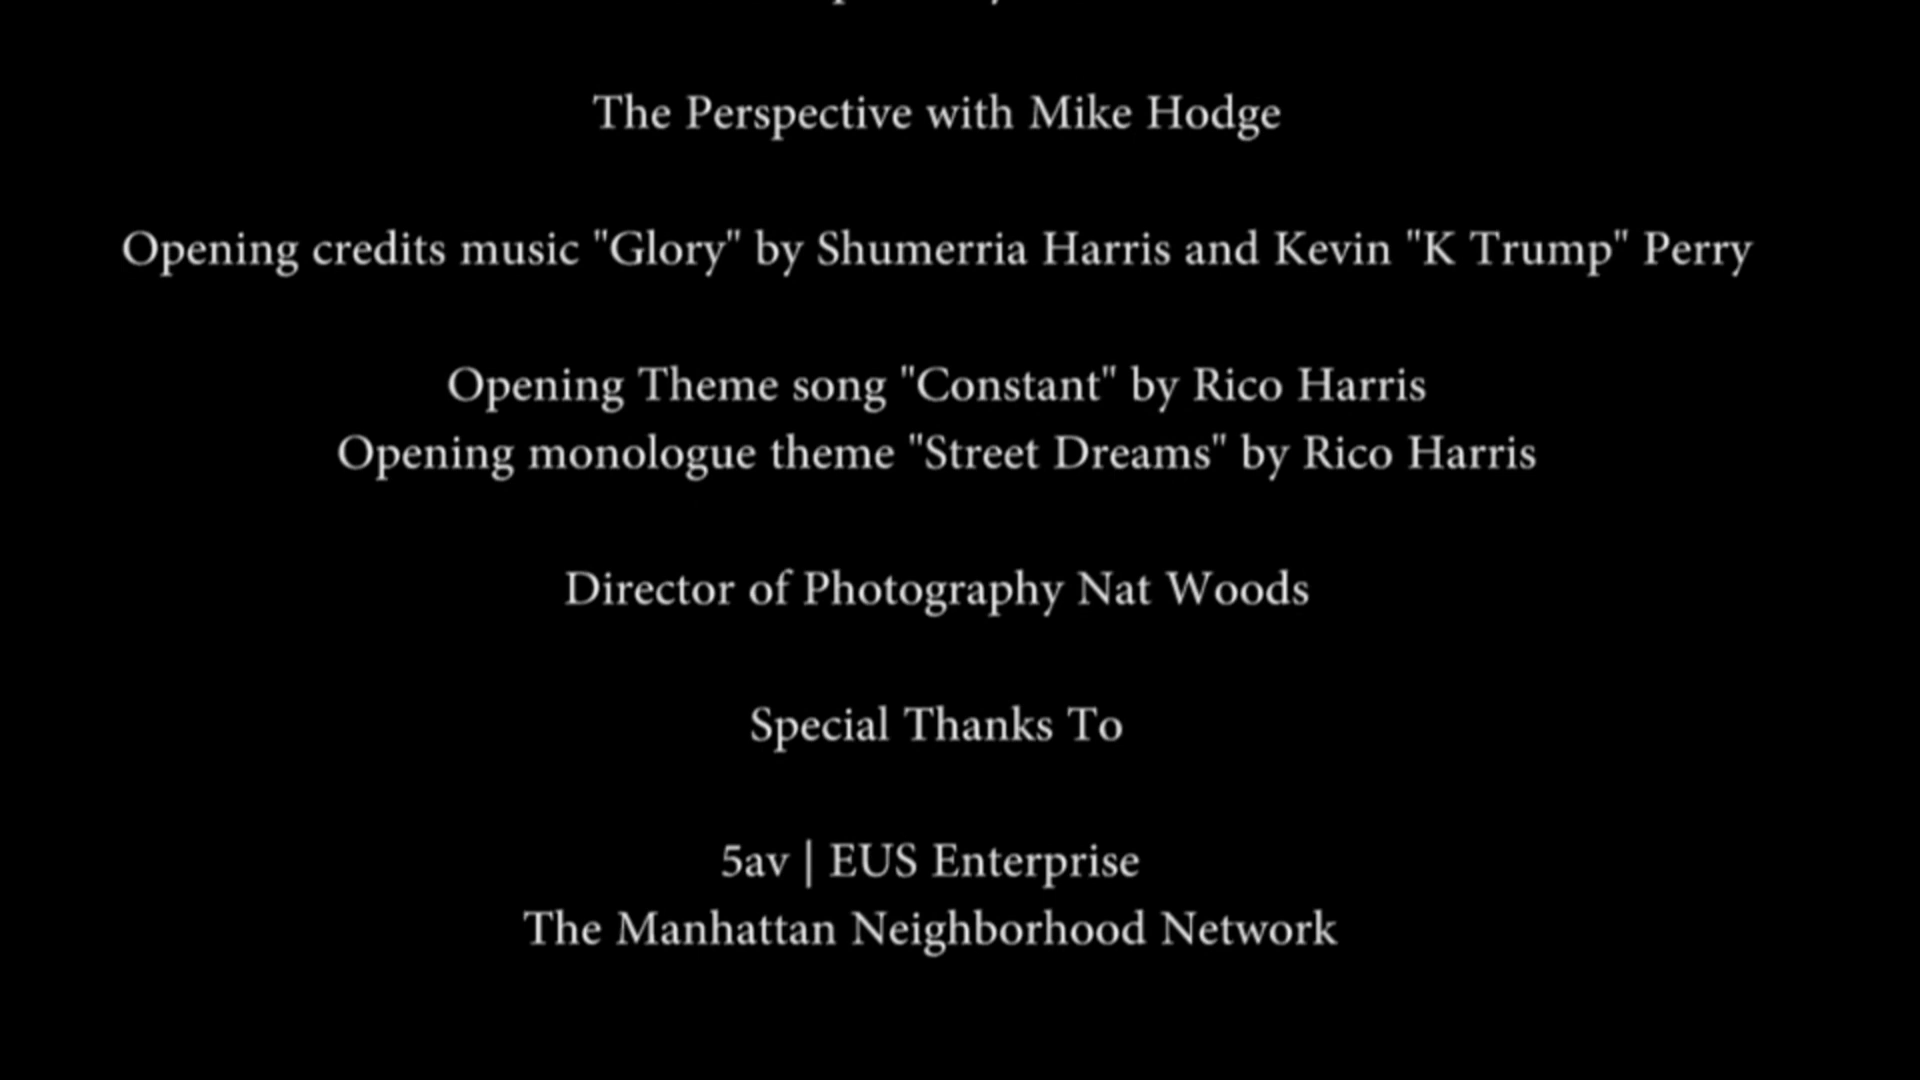 The Perspective with Mike Hodge
Opening credits music "Glory" by Shumerria Harris and Kevin "K Trump" Perry
Opening Theme song "Constant" by Rico Harris
Opening monologue theme "Street Dreams" by Rico Harris
Director of Photography Nat Woods
Special Thanks To
5av | EUS Enterprise
The Manhattan Neighborhood Network